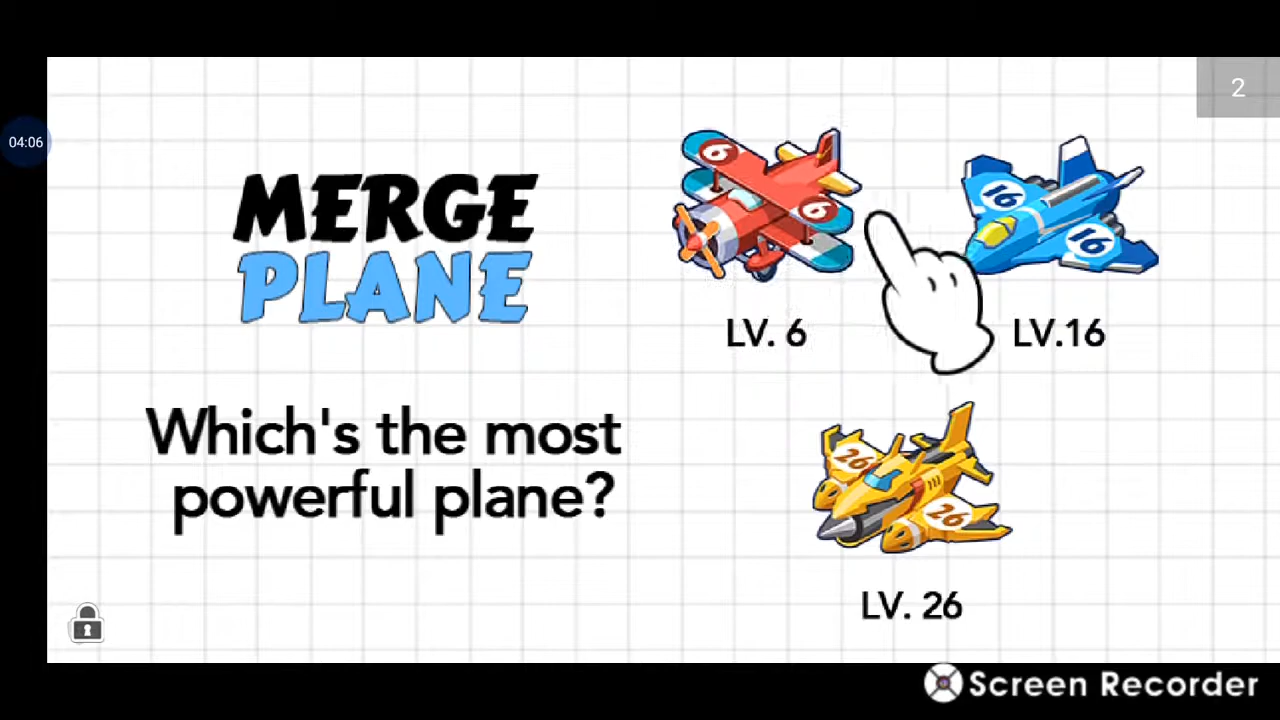 2
04:06
MERGE
PLANE
6
6
16
16
LV. 6
LV.16
Which's the most
powerful plane?
26
26
LV. 26
Screen Recorder